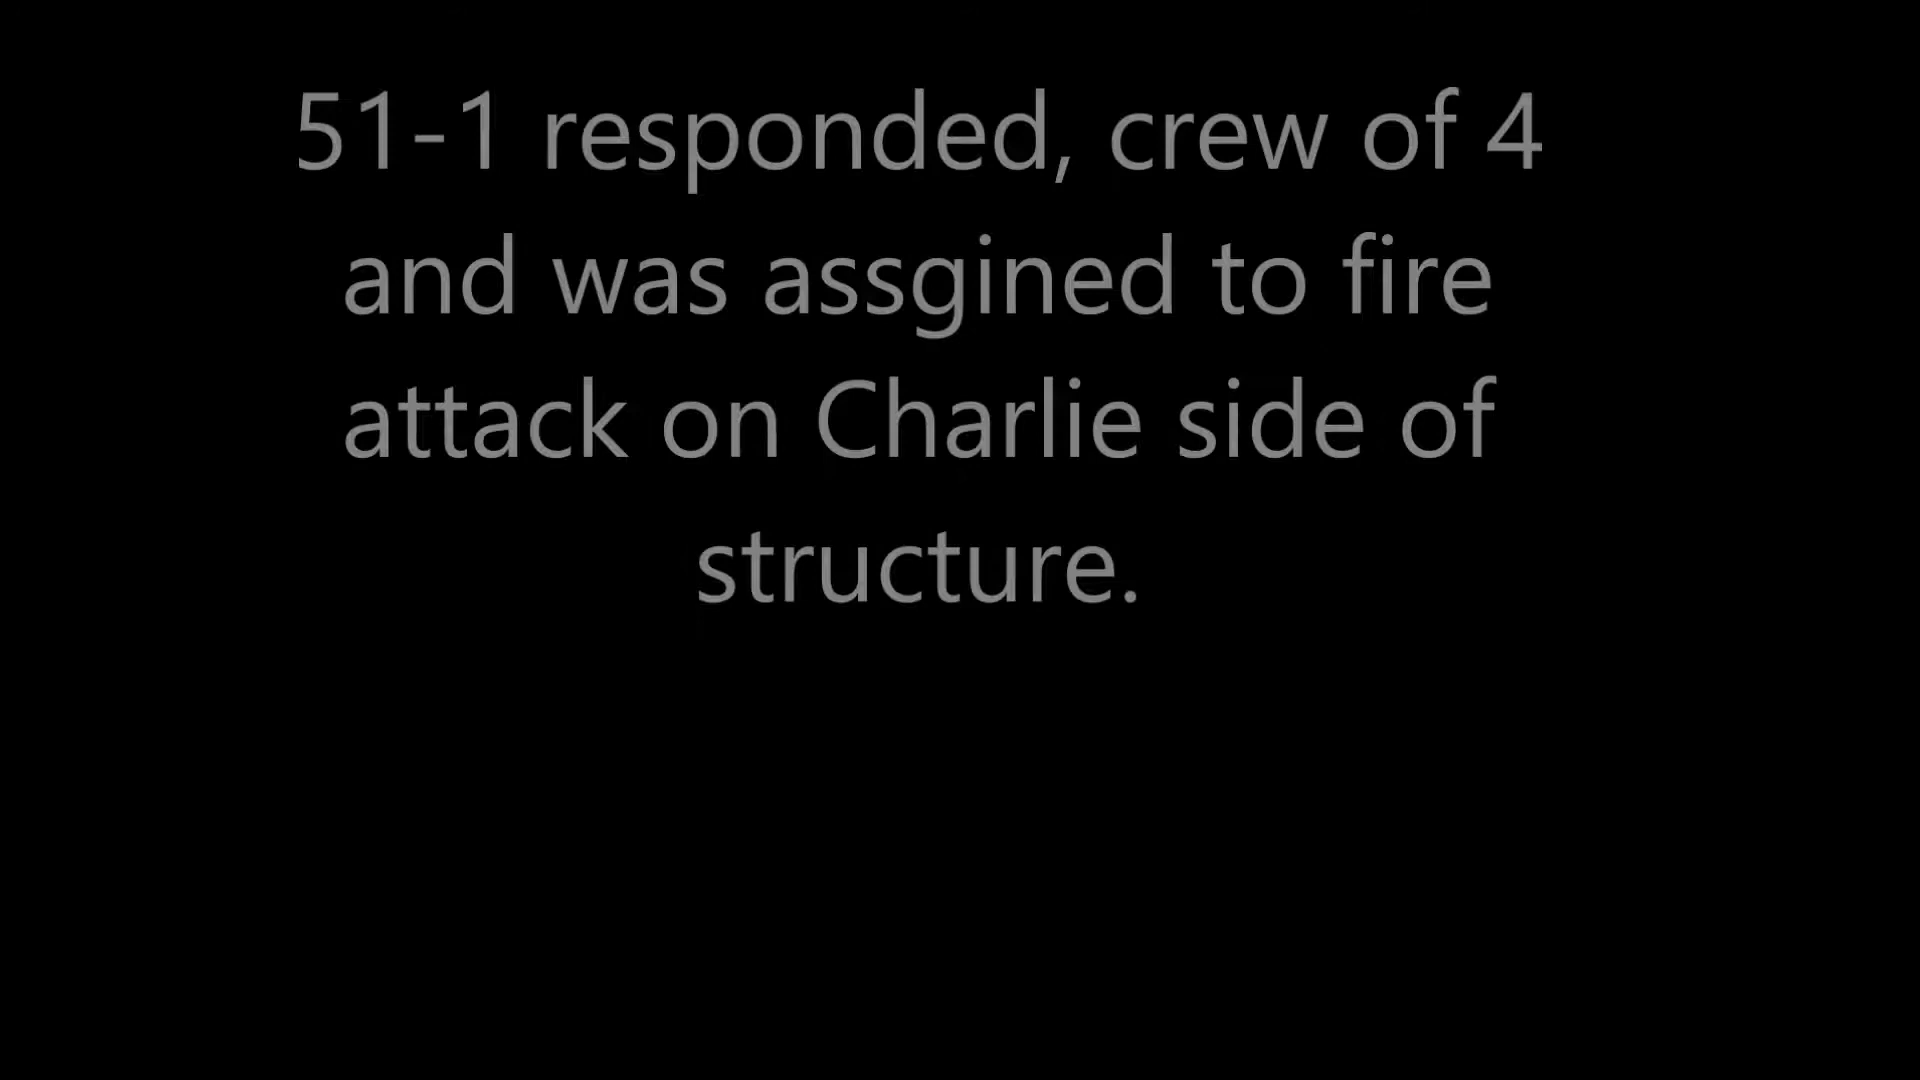 51-1 responded, crew of 4
and was assgined to fire
attack on Charlie side of
structure.